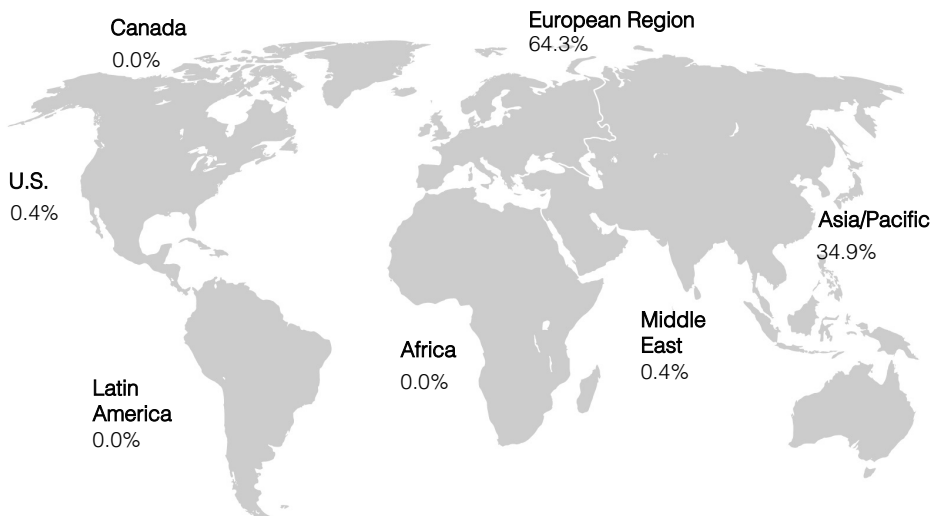 Canada
0.0%
European Region
64.3%
U.S.
0.4%
Asia/Pacific
34.9%
Middle
East
0.4%
Africa
0.0%
Latin
America
0.0%